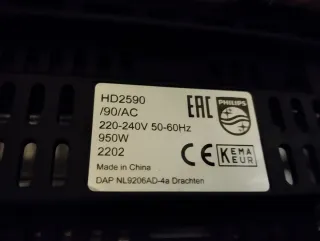 HD2590
/90/AC
220-240V 50-60Hz
950W
2202
Made in China
DAP NL9206AD-4a Drachten
EAC
PHILIPS
CE
KEMA
KEUR